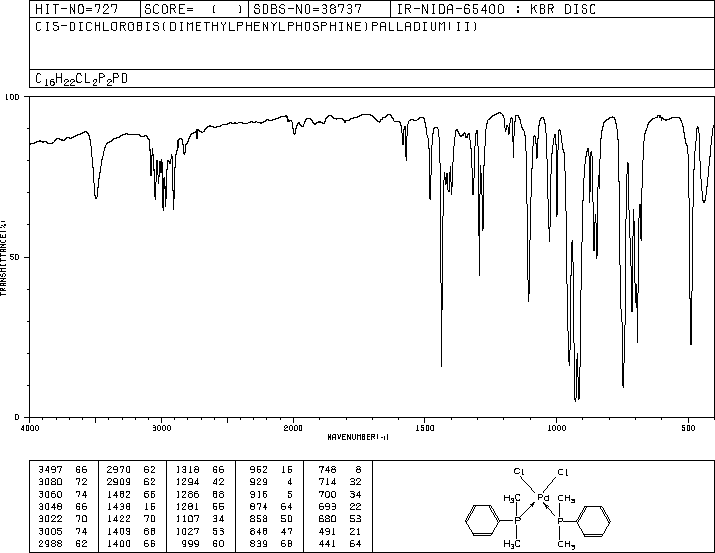 HIT-NO=727 SCORE= ( ) SDBS-NO=38737 IR-NIDA-65400 : KBR DISC
CIS-DICHLOROBIS(DIMETHYLPHENYLPHOSPHINE)PALLADIUM(II)
C16H22CL2P2PD
100
50
0
TRANSMITTANCE(%)
4000 3000 2000 1500 1000 500
WAVENUMBER(-1)
3497 66 2970 62 1318 66 952 15 748 8
3080 72 2909 62 1294 42 929 4 714 32
3060 74 1482 66 1286 88 916 5 700 34
3048 66 1438 15 1281 55 874 64 693 22
3022 70 1422 70 1107 34 858 50 680 53
3005 74 1409 68 1027 53 848 47 491 21
2988 62 1400 66 999 60 839 68 441 64
Cl Cl
H3C Pd CH3
P P
CH3 CH3